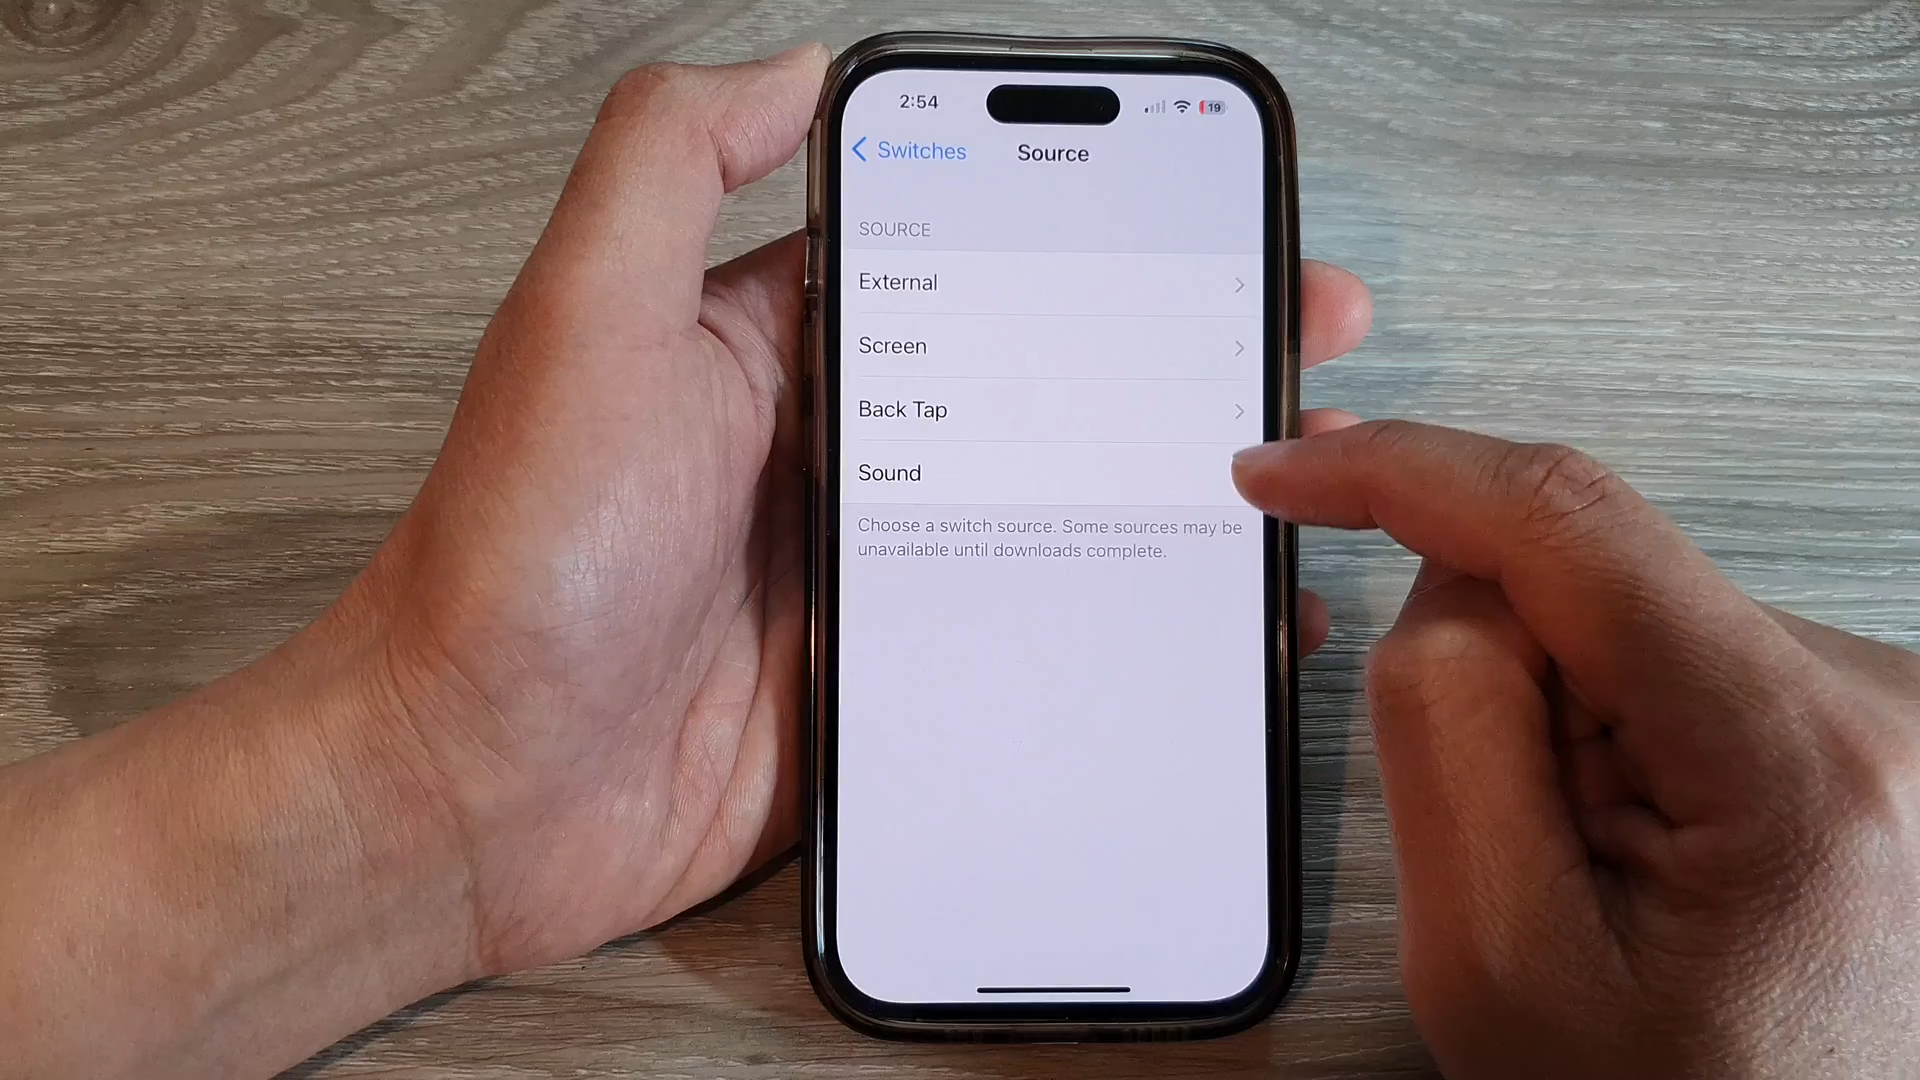 2:54
19
Switches
Source
SOURCE
External
Screen
Back Tap
Sound
Choose a switch source. Some sources may be
unavailable until downloads complete.